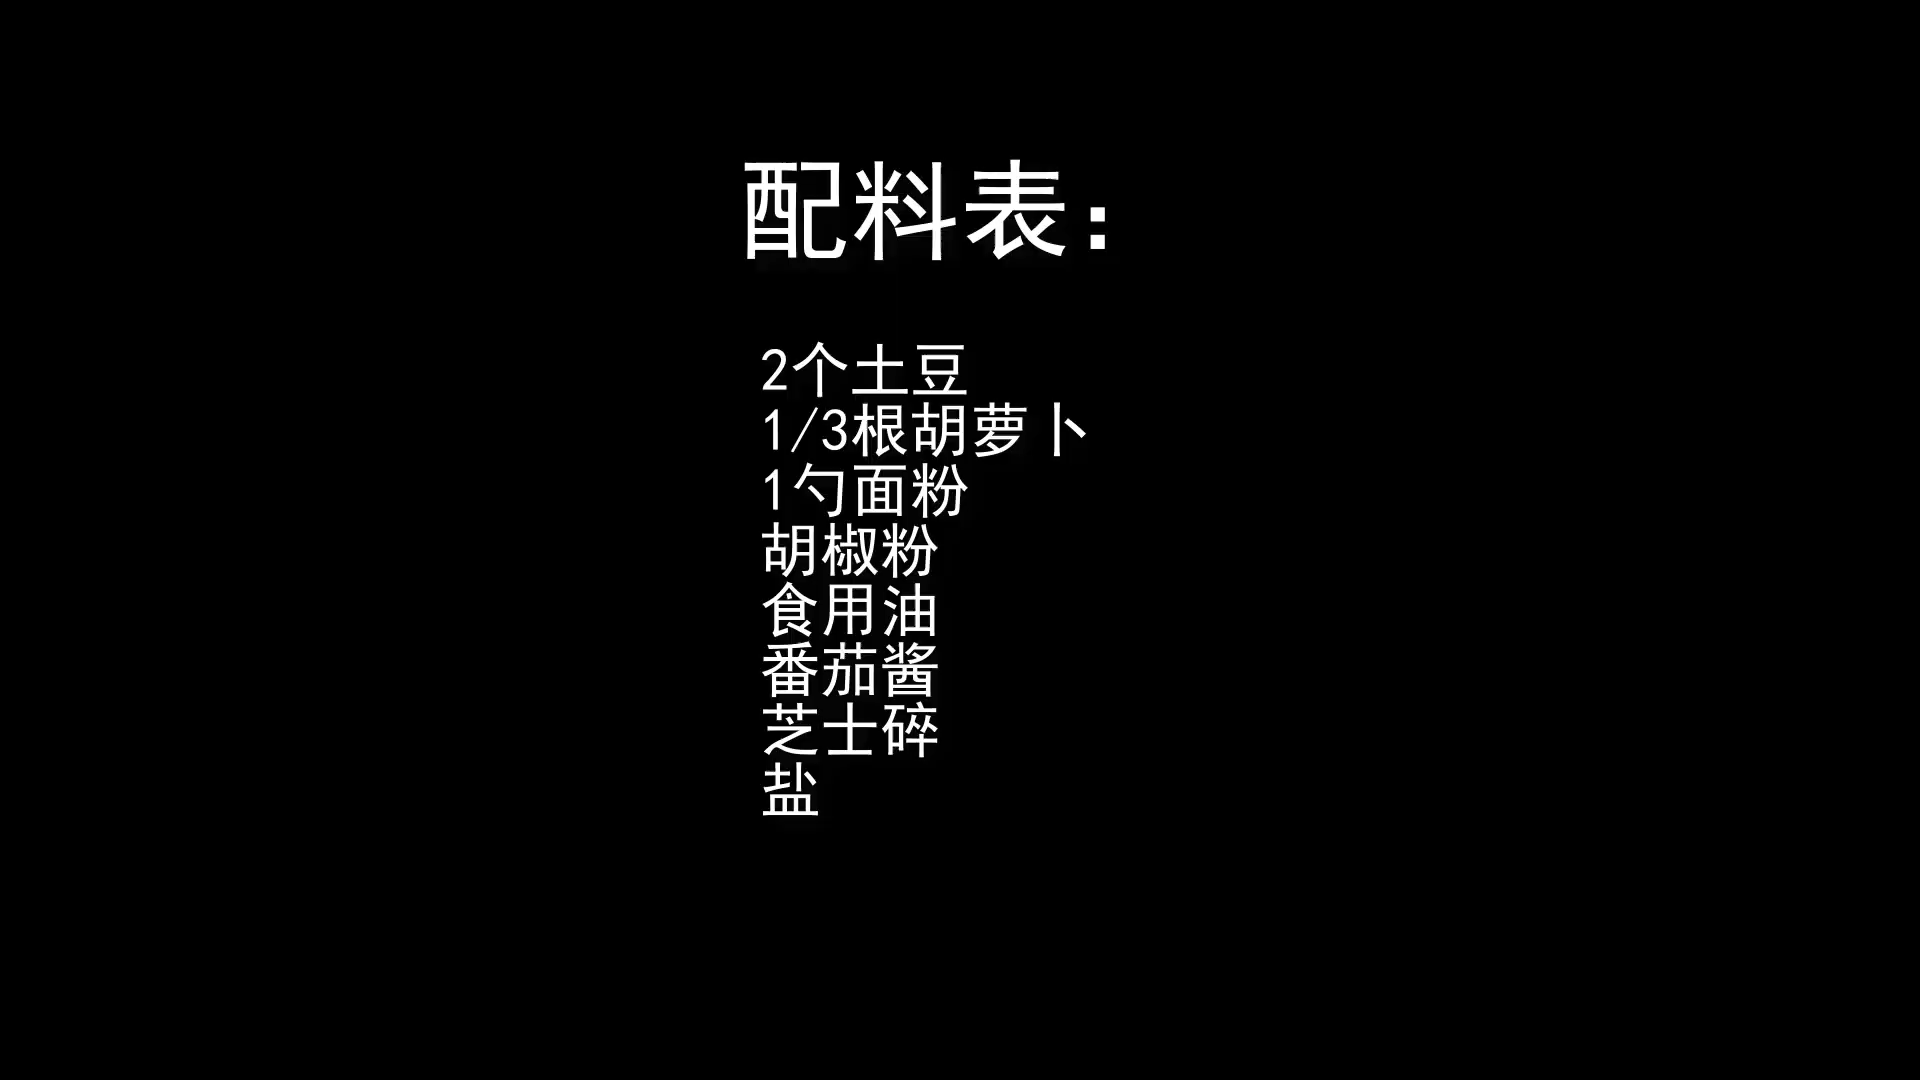 配料表:
2个土豆
1/3根胡萝卜
1勺面粉
胡椒粉
食用油
番茄酱
芝士碎
盐